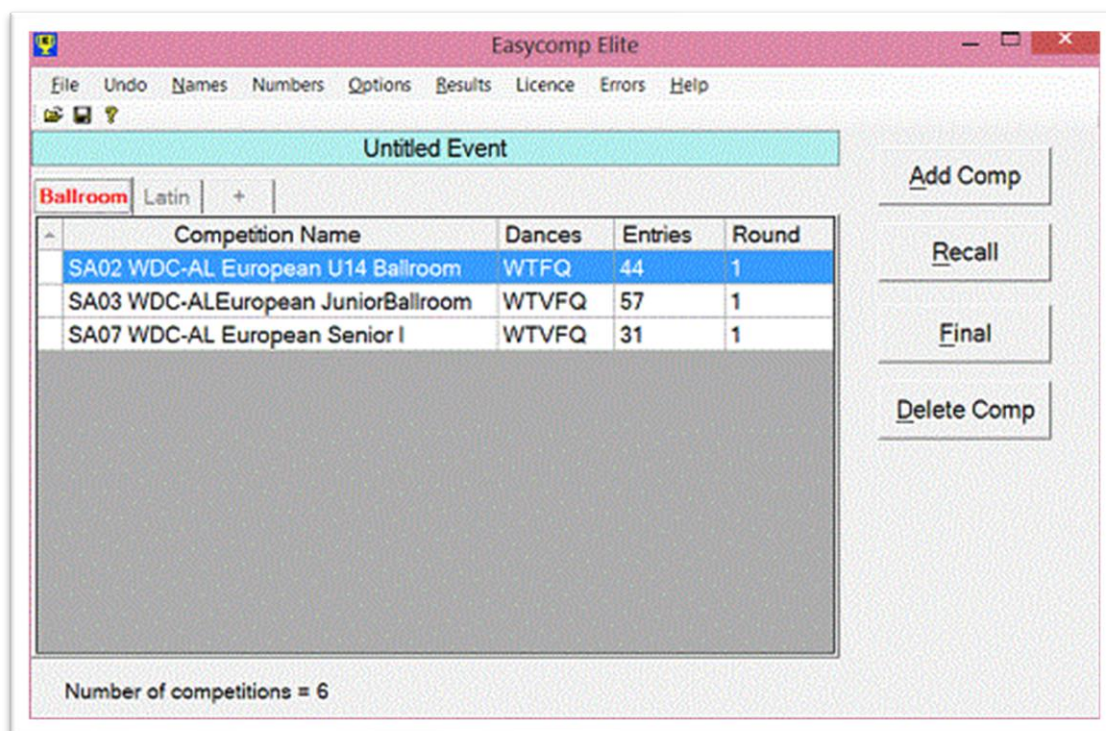 Easycomp Elite
File Undo Names Numbers Options Results Licence Errors Help
Untitled Event
Ballroom Latin +
Competition Name Dances Entries Round
SA02 WDC-AL European U14 Ballroom WTFQ 44 1
SA03 WDC-ALEuropean JuniorBallroom WTVFQ 57 1
SA07 WDC-AL European Senior I WTVFQ 31 1
Add Comp
Recall
Final
Delete Comp
Number of competitions = 6